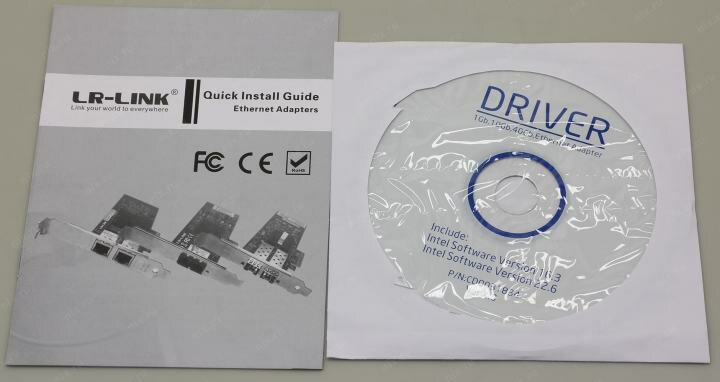 LR-LINK®
Link your world to everywhere
Quick Install Guide
Ethernet Adapters
FC CE
RoHS
DRIVER
1Gb,10Gb,40Gb,Ethernet Adapter
Include:
Intel Software Version 16.3
Intel Software Version 22.6